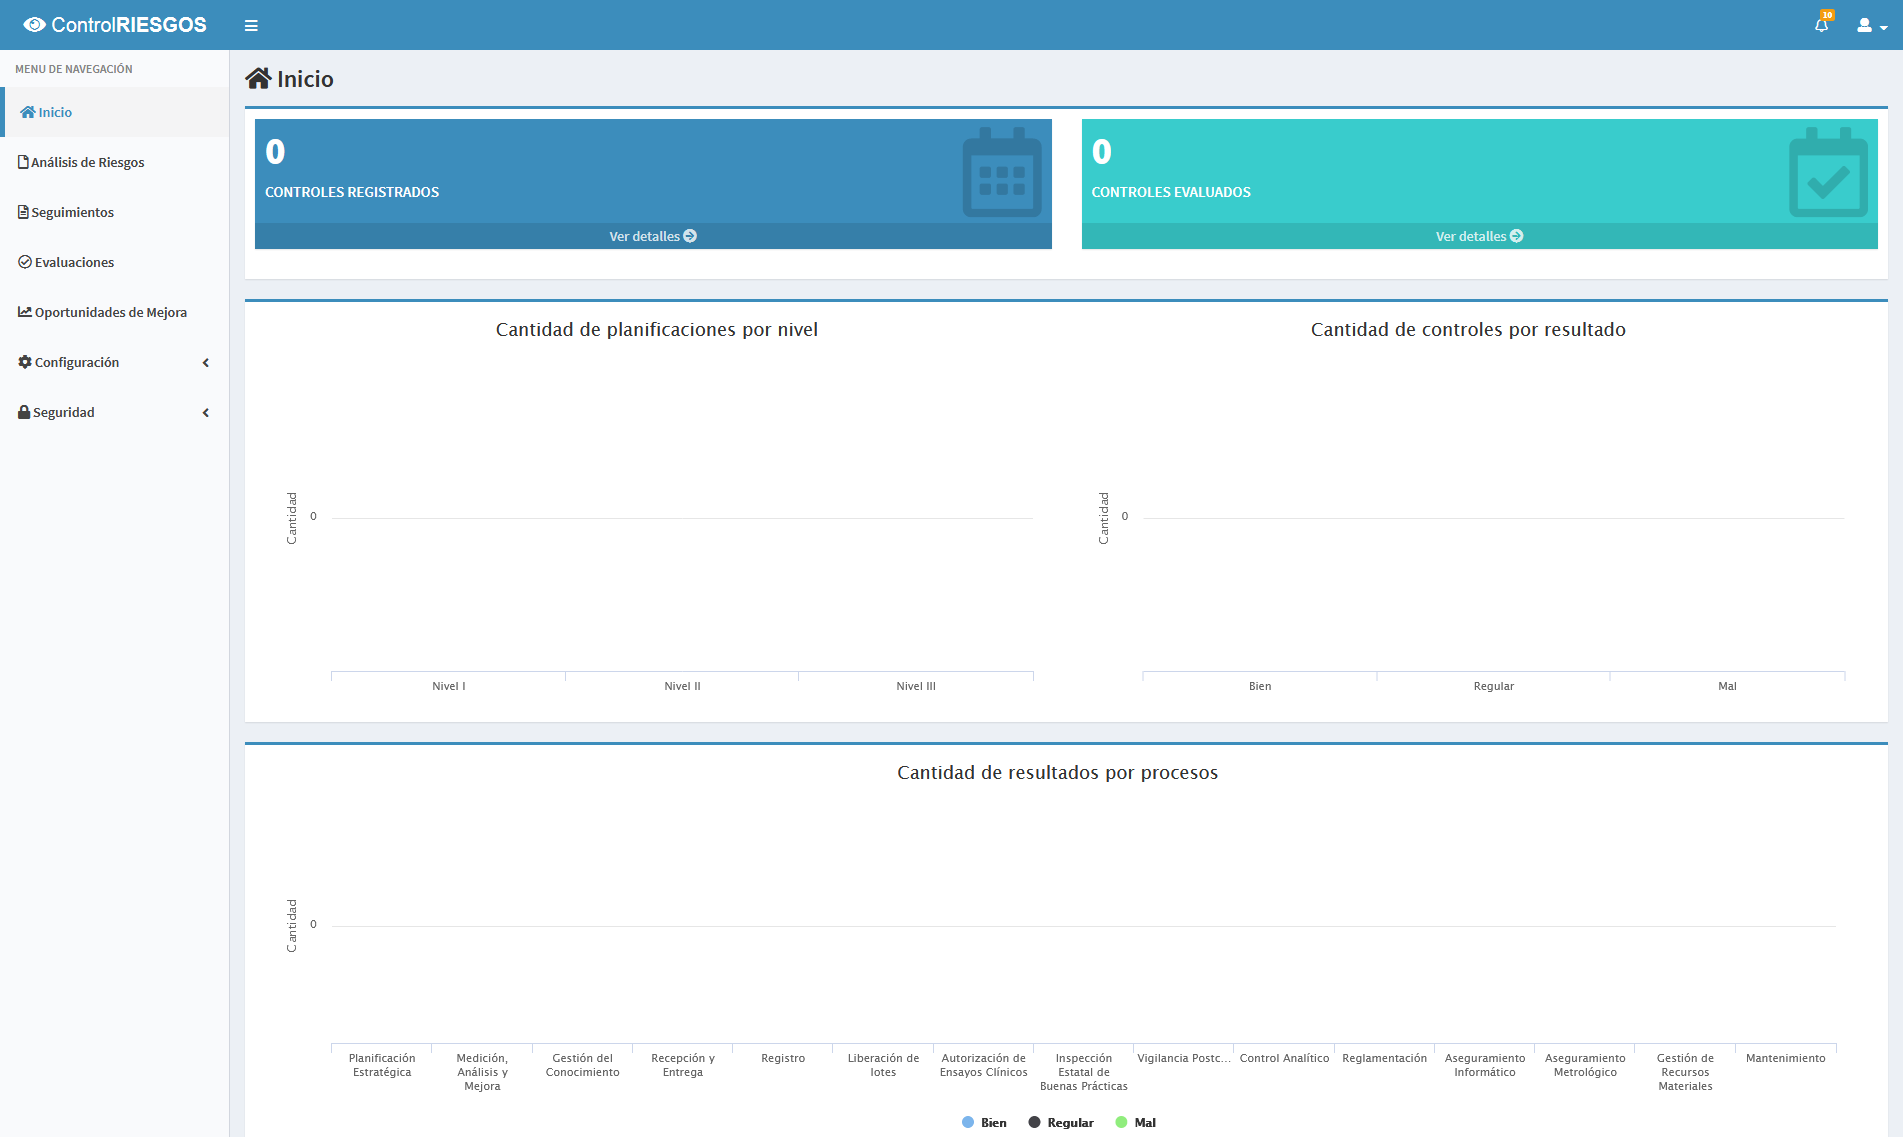 ControlRIESGOS
10
MENU DE NAVEGACIÓN
Inicio
Análisis de Riesgos
Seguimientos
Evaluaciones
Oportunidades de Mejora
Configuración
Seguridad
Inicio
0
CONTROLES REGISTRADOS
Ver detalles
0
CONTROLES EVALUADOS
Ver detalles
Cantidad de planificaciones por nivel
Cantidad
0
Nivel I
Nivel II
Nivel III
Cantidad de controles por resultado
Cantidad
0
Bien
Regular
Mal
Cantidad de resultados por procesos
Cantidad
0
Planificación
Estratégica
Medición,
Análisis y
Mejora
Gestión del
Conocimiento
Recepción y
Entrega
Registro
Liberación de
lotes
Autorización de
Ensayos Clínicos
Inspección
Estatal de
Buenas Prácticas
Vigilancia Postc...
Control Analítico
Reglamentación
Aseguramiento
Informático
Aseguramiento
Metrológico
Gestión de
Recursos
Materiales
Mantenimiento
Bien
Regular
Mal